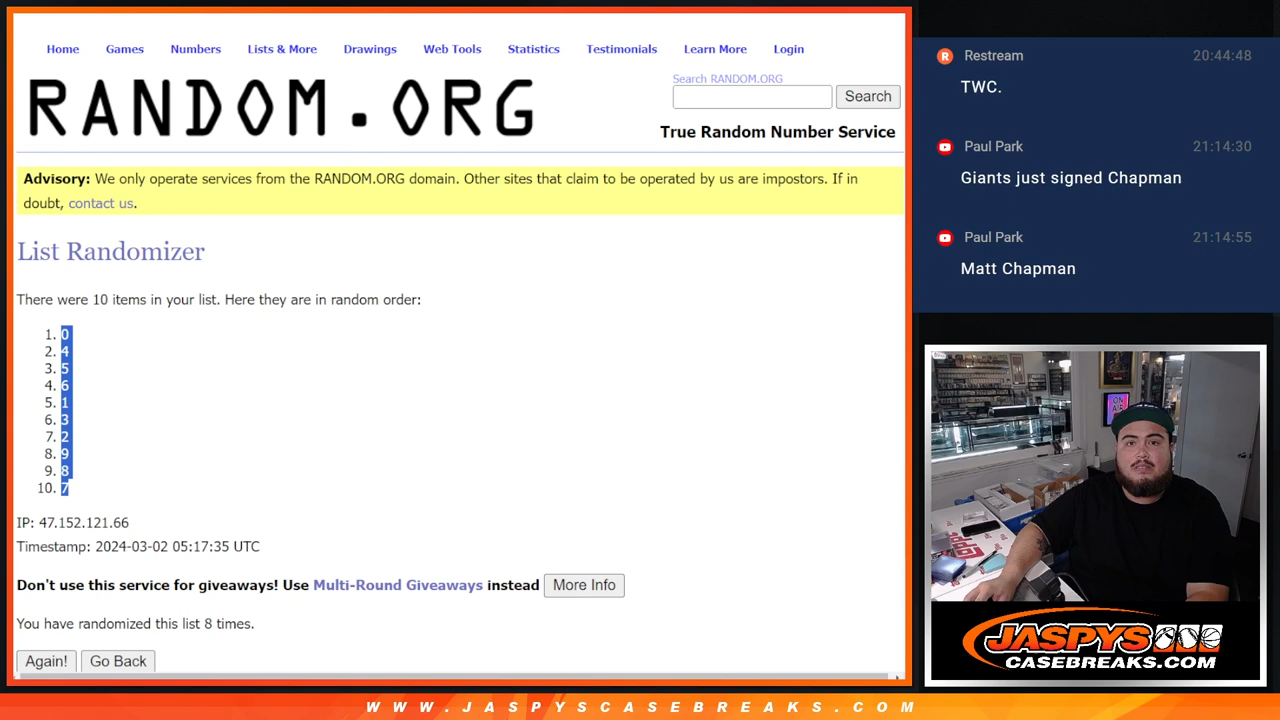 Home Games Numbers Lists & More Drawings Web Tools Statistics Testimonials Learn More Login
RANDOM.ORG
Search RANDOM.ORG
Search
True Random Number Service
Advisory: We only operate services from the RANDOM.ORG domain. Other sites that claim to be operated by us are impostors. If in
doubt, contact us.
List Randomizer
There were 10 items in your list. Here they are in random order:
1. 0
2. 4
3. 5
4. 6
5. 1
6. 3
7. 2
8. 9
9. 8
10. 7
IP: 47.152.121.66
Timestamp: 2024-03-02 05:17:35 UTC
Don't use this service for giveaways! Use Multi-Round Giveaways instead More Info
You have randomized this list 8 times.
Again! Go Back
R Restream 20:44:48
TWC.
Paul Park 21:14:30
Giants just signed Chapman
Paul Park 21:14:55
Matt Chapman
JASPYS
CASEBREAKS.COM
WWW.JASPYSCASEBREAKS.COM